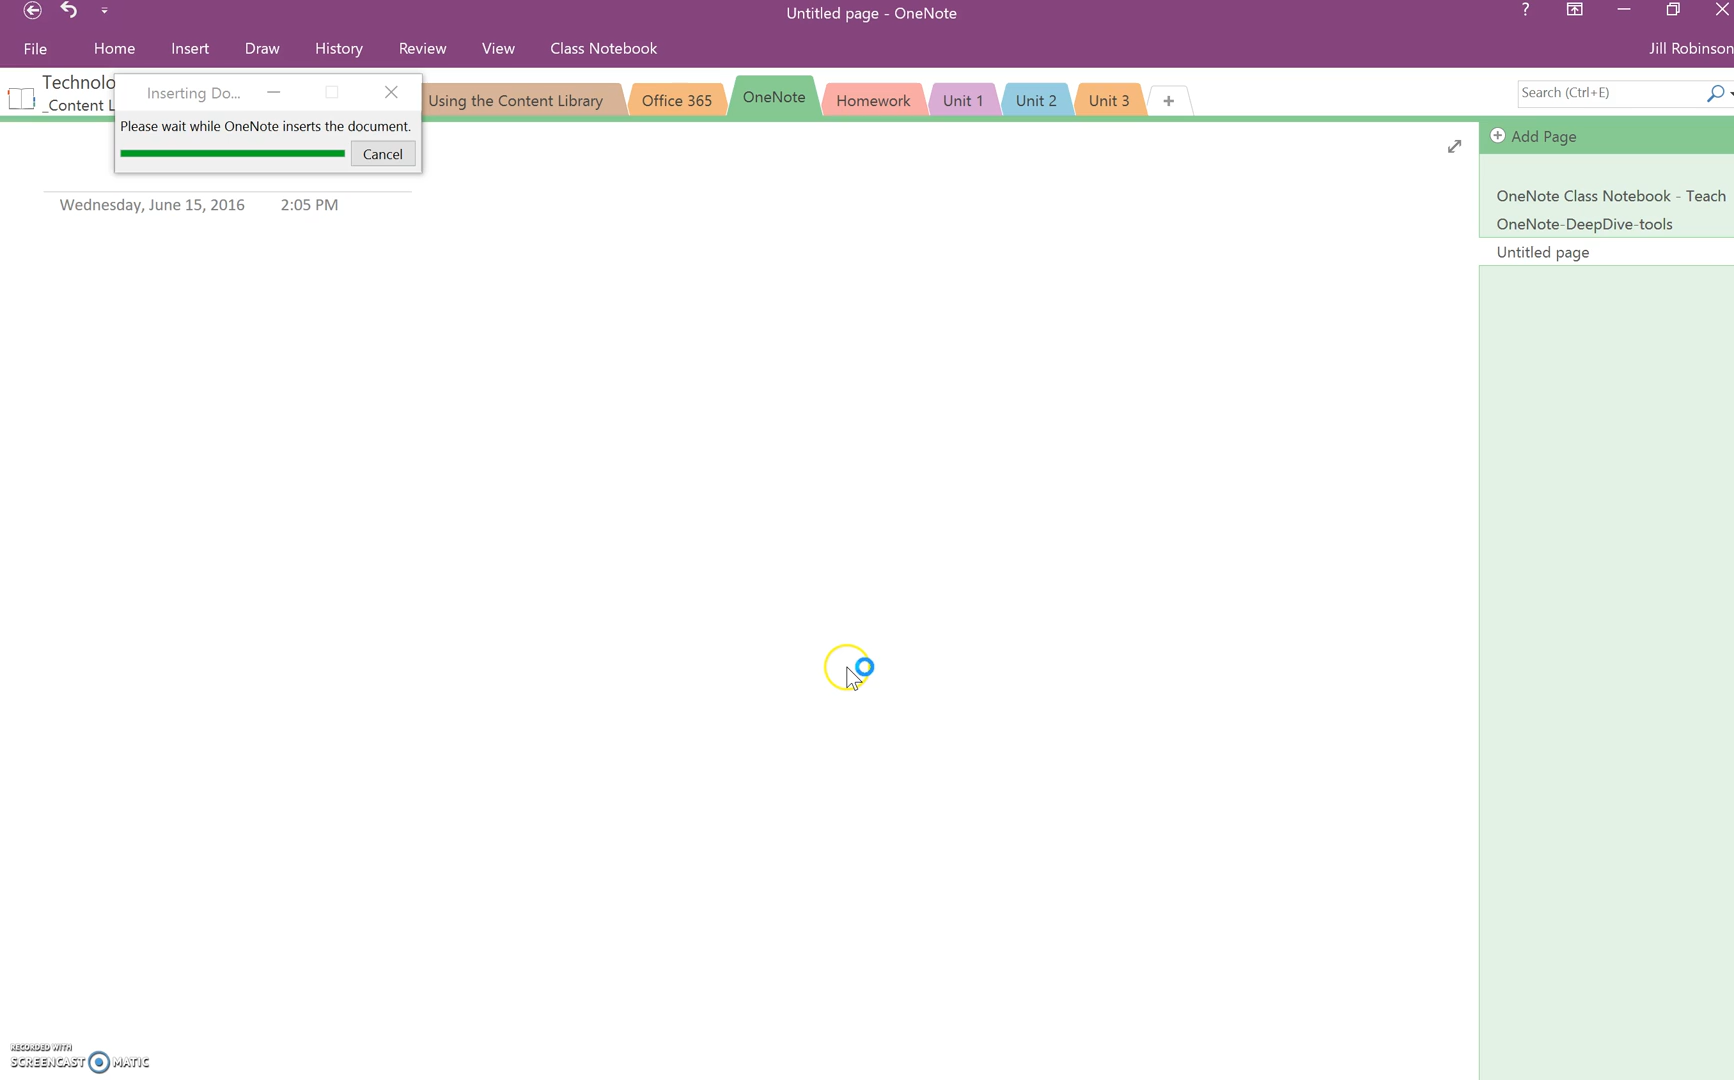 Untitled page - OneNote
?
File Home Insert Draw History Review View Class Notebook
Jill Robinson
Technolo
_Content L
Inserting Do...
Please wait while OneNote inserts the document.
Cancel
Using the Content Library
Office 365
OneNote
Homework
Unit 1
Unit 2
Unit 3
+
Search (Ctrl+E)
Add Page
Wednesday, June 15, 2016 2:05 PM
OneNote Class Notebook - Teach
OneNote-DeepDive-tools
Untitled page
RECORDED WITH
SCREENCAST MATIC